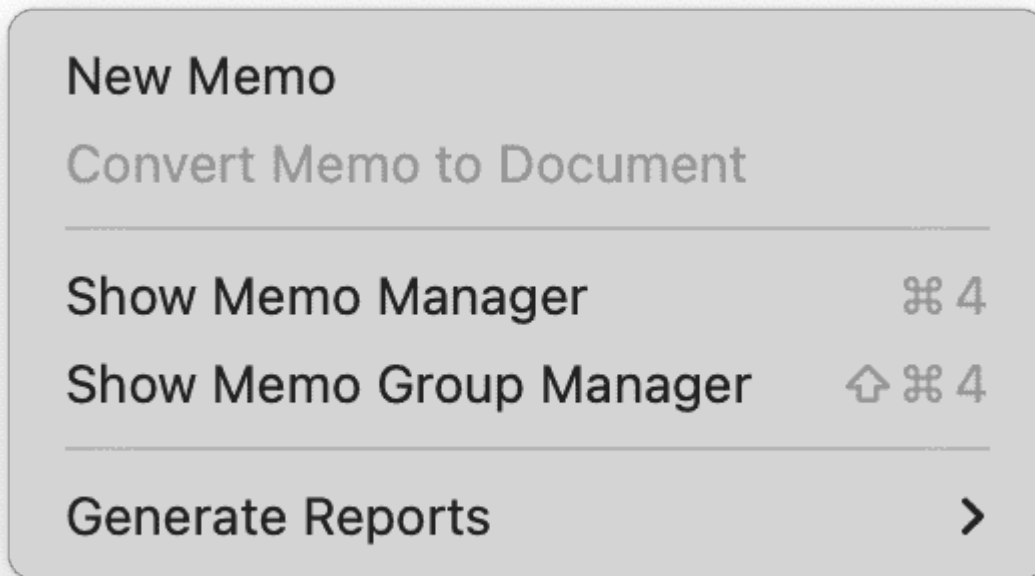 New Memo
Convert Memo to Document
Show Memo Manager ⌘ 4
Show Memo Group Manager ⇧ ⌘ 4
Generate Reports